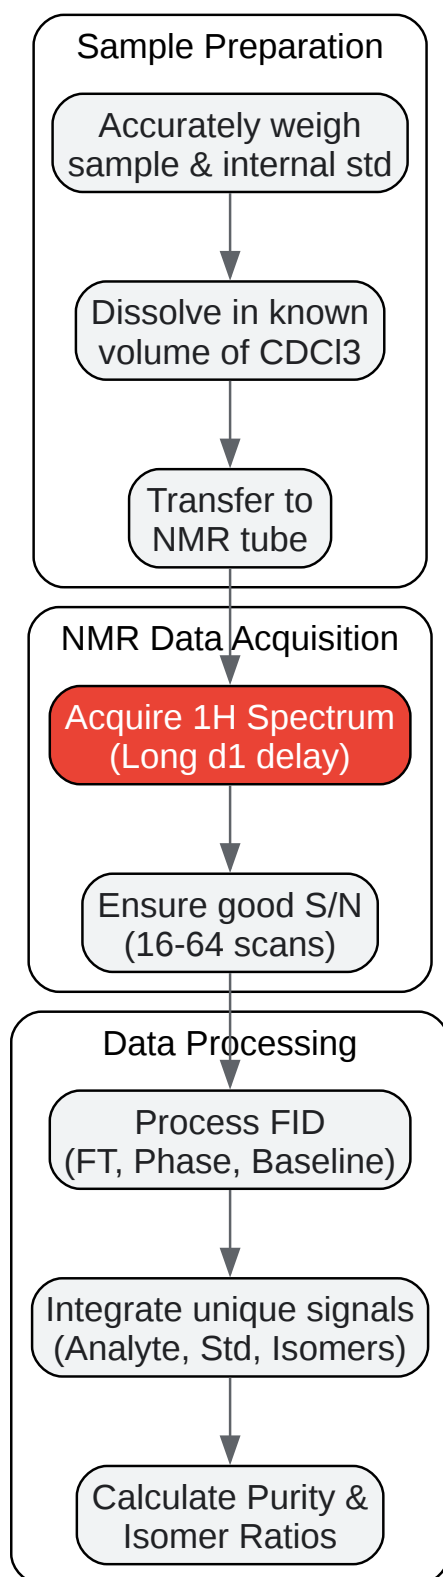 Sample Preparation
Accurately weigh
sample & internal std
Dissolve in known
volume of CDCl3
Transfer to
NMR tube
NMR Data Acquisition
Acquire 1H Spectrum
(Long d1 delay)
Ensure good S/N
(16-64 scans)
Data Processing
Process FID
(FT, Phase, Baseline)
Integrate unique signals
(Analyte, Std, Isomers)
Calculate Purity &
Isomer Ratios